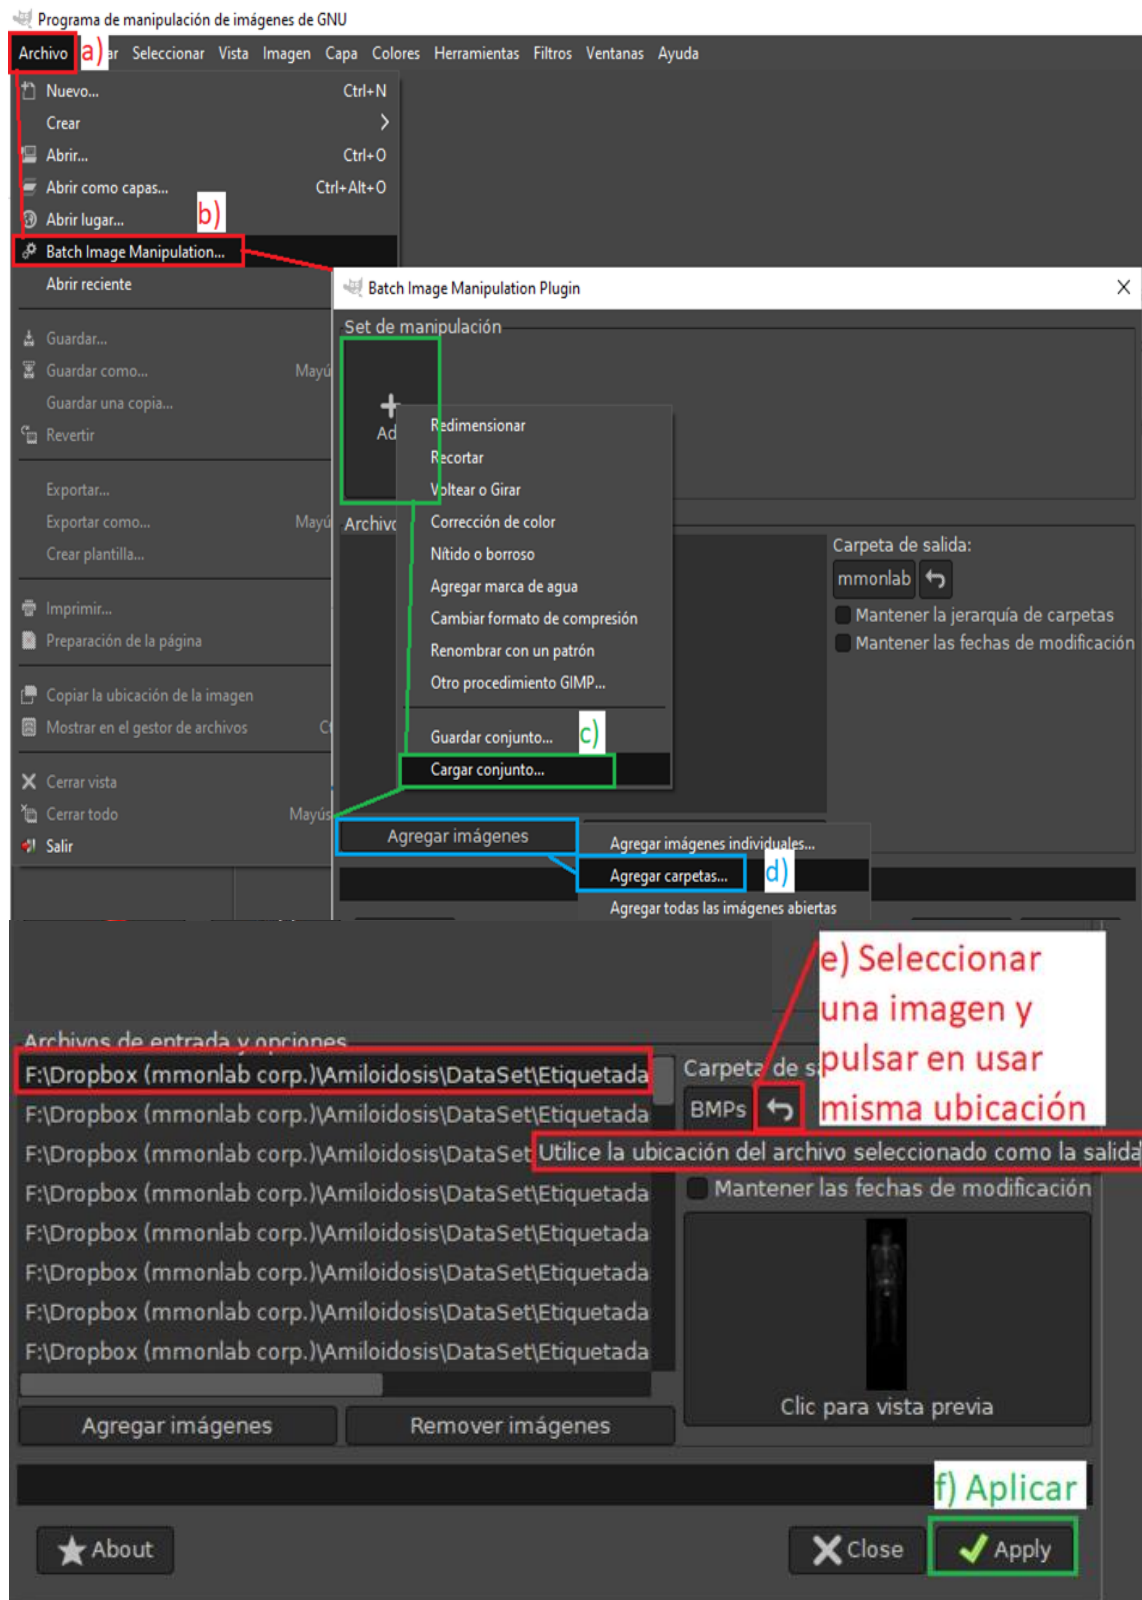 Programa de manipulación de imágenes de GNU
Archivo a) ar Seleccionar Vista Imagen Capa Colores Herramientas Filtros Ventanas Ayuda
Nuevo... Ctrl+N
Crear
Abrir... Ctrl+O
Abrir como capas... Ctrl+Alt+O
Abrir lugar... b)
Batch Image Manipulation...
Abrir reciente
Guardar...
Guardar como... Mayú
Guardar una copia...
Revertir
Exportar...
Exportar como... Mayú
Crear plantilla...
Imprimir...
Preparación de la página
Copiar la ubicación de la imagen
Mostrar en el gestor de archivos Ct
Cerrar vista
Cerrar todo Mayús
Salir
Batch Image Manipulation Plugin
Set de manipulación
Ad
Redimensionar
Recortar
Voltear o Girar
Corrección de color
Nítido o borroso
Agregar marca de agua
Cambiar formato de compresión
Renombrar con un patrón
Otro procedimiento GIMP...
Guardar conjunto... c)
Cargar conjunto...
Archivo
Carpeta de salida:
mmonlab
Mantener la jerarquía de carpetas
Mantener las fechas de modificación
Agregar imágenes
Agregar imágenes individuales...
Agregar carpetas... d)
Agregar todas las imágenes abiertas
e) Seleccionar
una imagen y
pulsar en usar
misma ubicación
Archivos de entrada y opciones
F:\Dropbox (mmonlab corp.)\Amiloidosis\DataSet\Etiquetada
F:\Dropbox (mmonlab corp.)\Amiloidosis\DataSet\Etiquetada
F:\Dropbox (mmonlab corp.)\Amiloidosis\DataSet
F:\Dropbox (mmonlab corp.)\Amiloidosis\DataSet\Etiquetada
F:\Dropbox (mmonlab corp.)\Amiloidosis\DataSet\Etiquetada
F:\Dropbox (mmonlab corp.)\Amiloidosis\DataSet\Etiquetada
F:\Dropbox (mmonlab corp.)\Amiloidosis\DataSet\Etiquetada
F:\Dropbox (mmonlab corp.)\Amiloidosis\DataSet\Etiquetada
Carpeta de s
BMPs
Utilice la ubicación del archivo seleccionado como la salida
Mantener las fechas de modificación
Clic para vista previa
Agregar imágenes Remover imágenes
f) Aplicar
About Close Apply